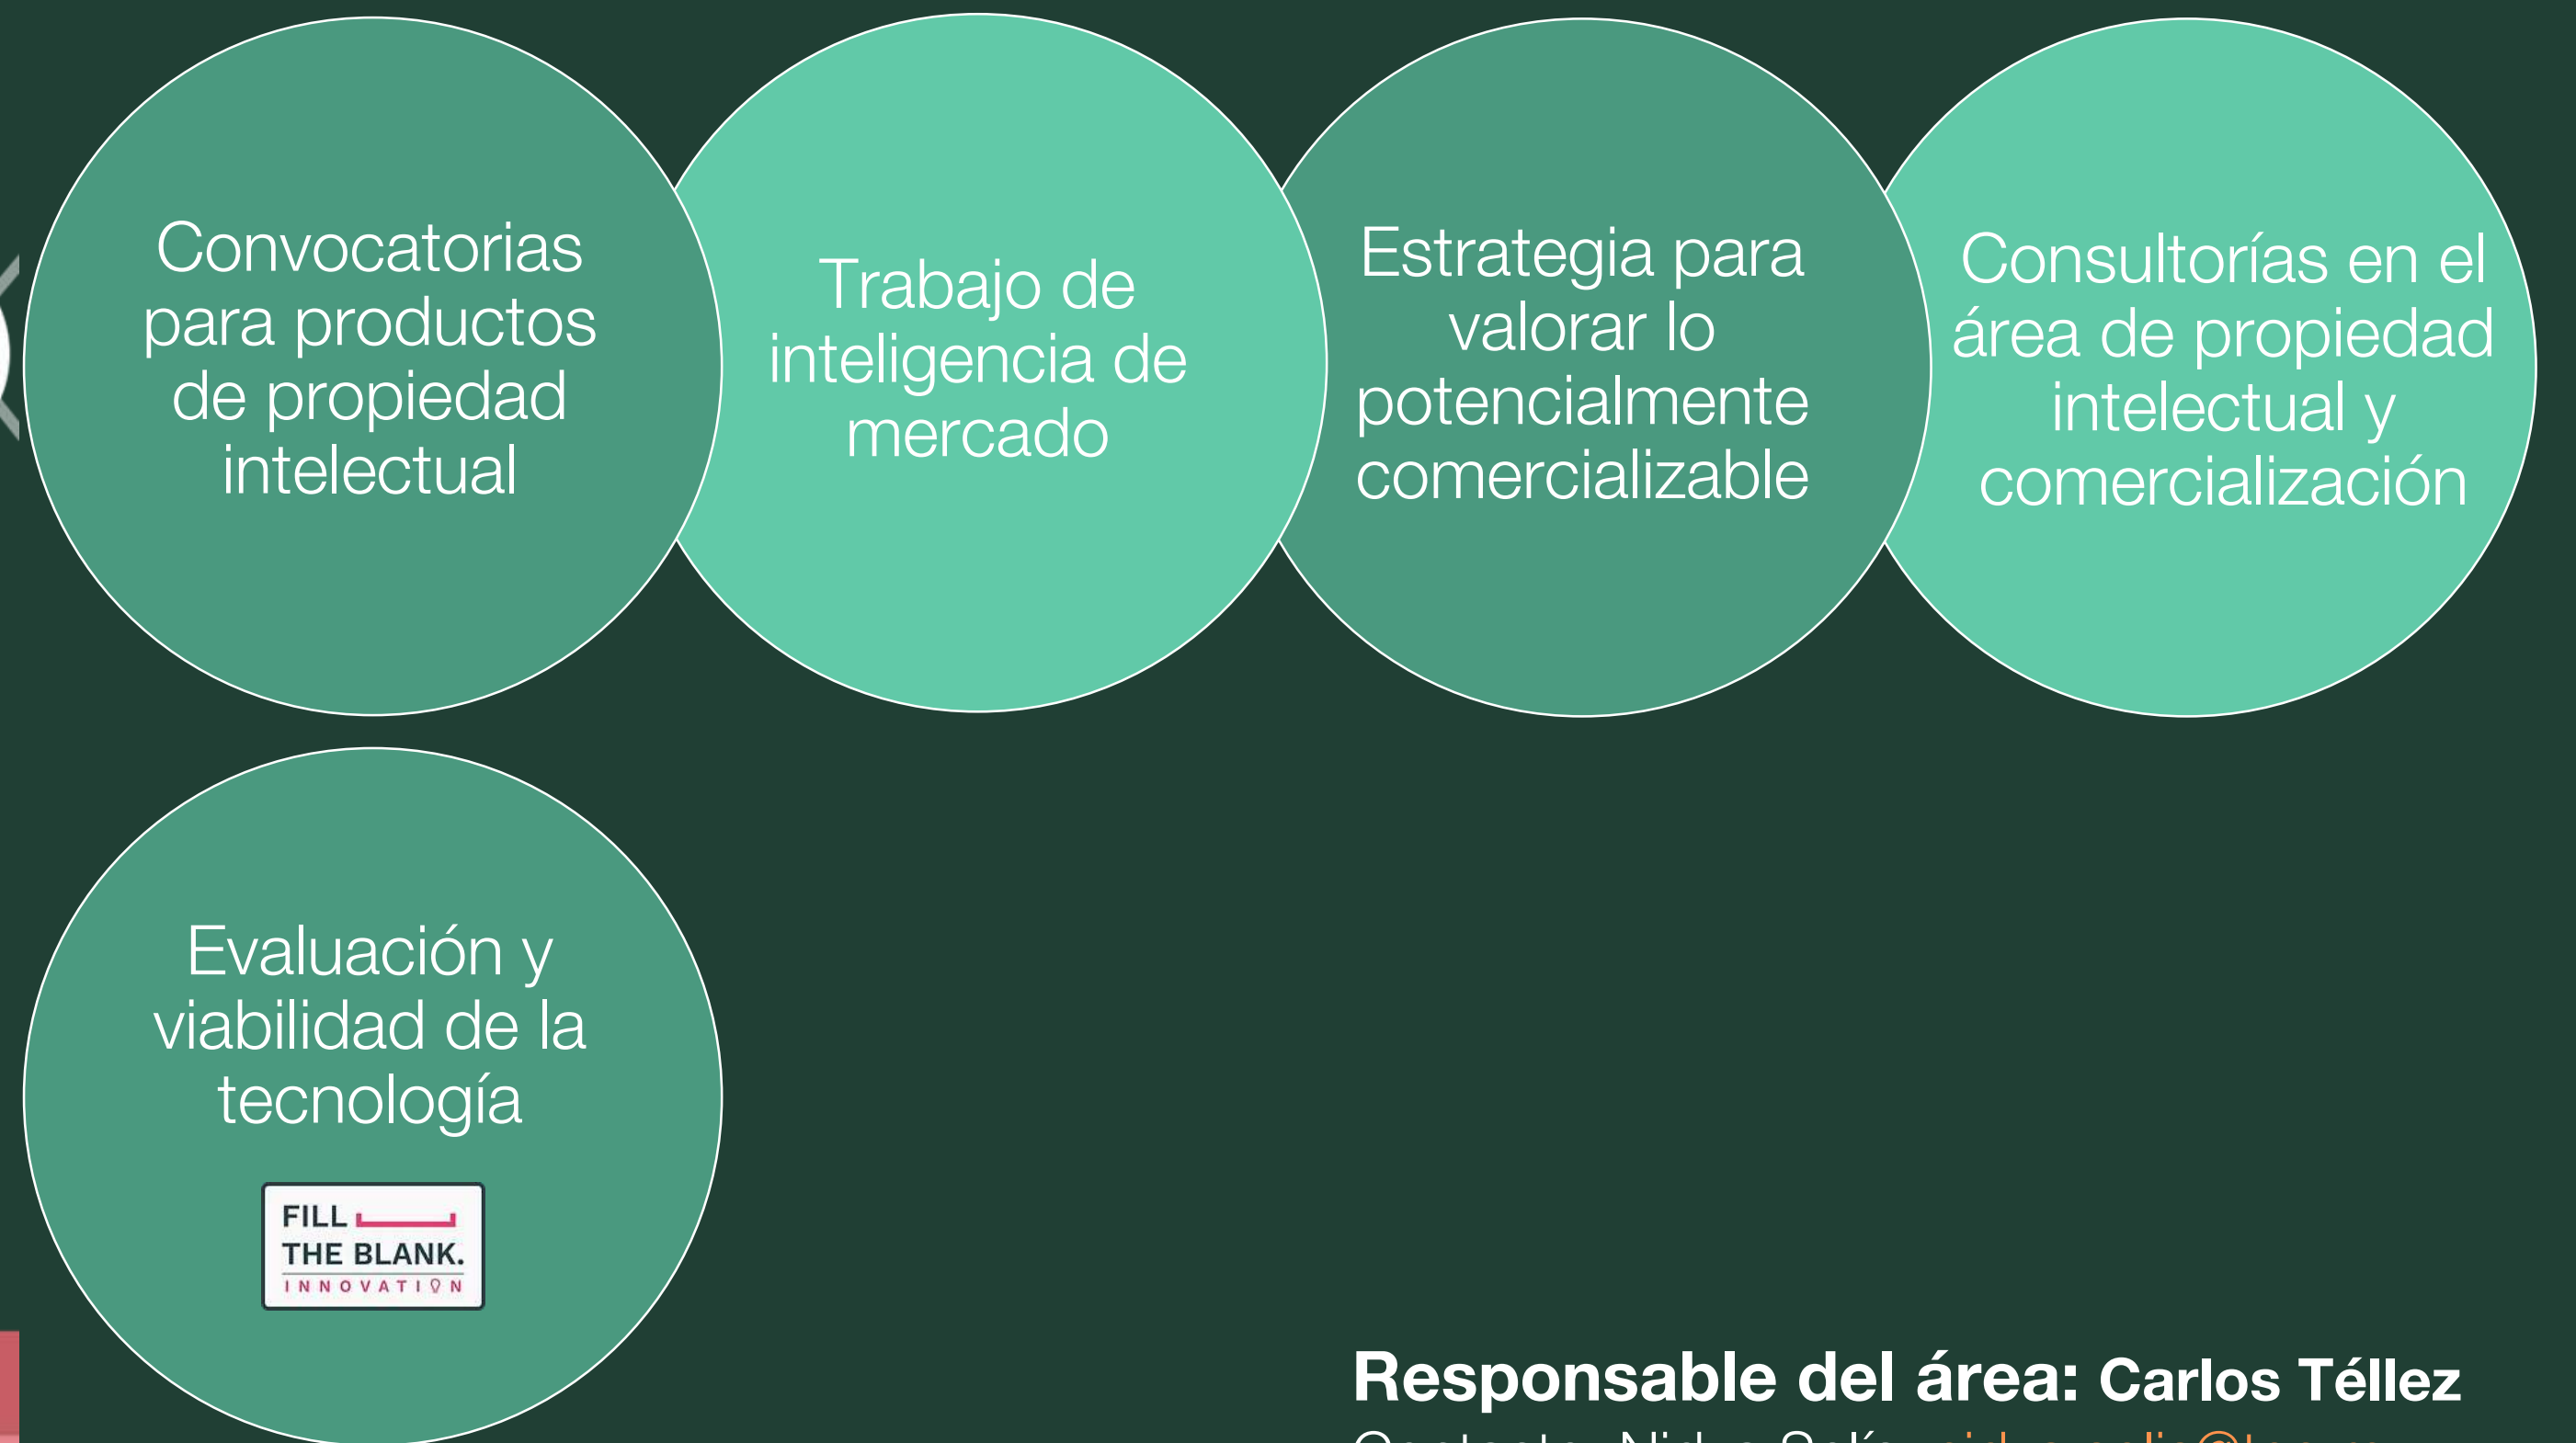 Convocatorias
para productos
de propiedad
intelectual
Trabajo de
inteligencia de
mercado
Estrategia para
valorar lo
potencialmente
comercializable
Consultorías en el
área de propiedad
intelectual y
comercialización
Evaluación y
viabilidad de la
tecnología
FILL
THE BLANK.
INNOVATION
Responsable del área: Carlos Téllez
Solís